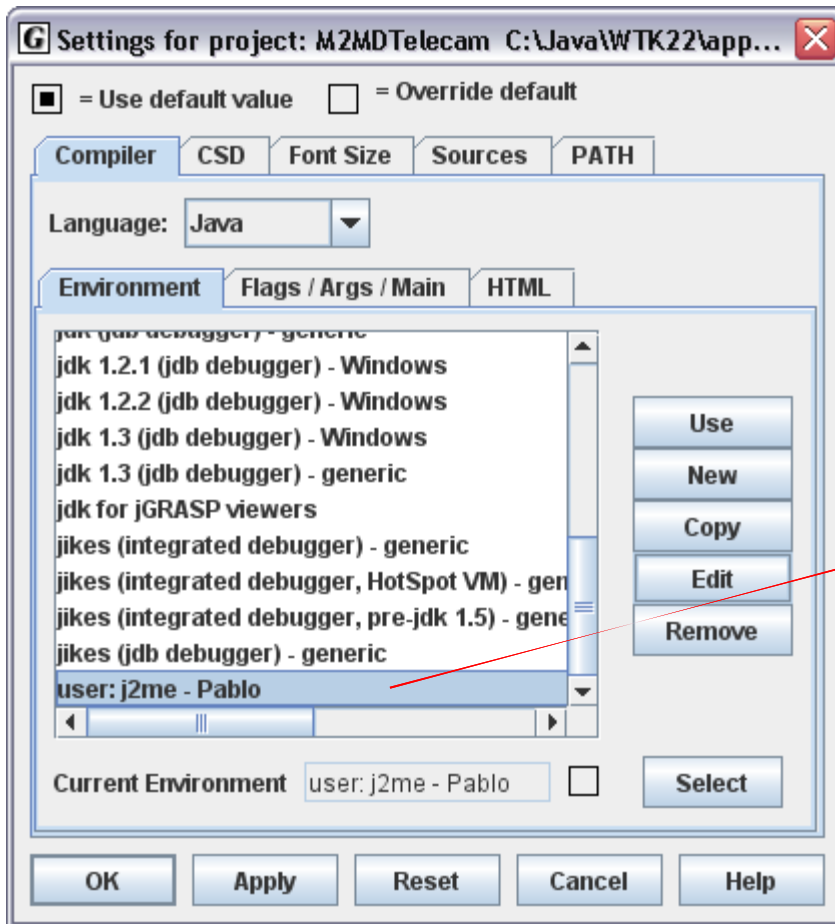 G Settings for project: M2MDTelecam C:\Java\WTK22\app...
= Use default value = Override default
Compiler CSD Font Size Sources PATH
Language: Java
Environment Flags / Args / Main HTML
jdk (jdb debugger) - generic
jdk 1.2.1 (jdb debugger) - Windows
jdk 1.2.2 (jdb debugger) - Windows
jdk 1.3 (jdb debugger) - Windows
jdk 1.3 (jdb debugger) - generic
jdk for jGRASP viewers
jikes (integrated debugger) - generic
jikes (integrated debugger, HotSpot VM) - gen
jikes (integrated debugger, pre-jdk 1.5) - gene
jikes (jdb debugger) - generic
user: j2me - Pablo
Use
New
Copy
Edit
Remove
Current Environment user: j2me - Pablo Select
OK Apply Reset Cancel Help